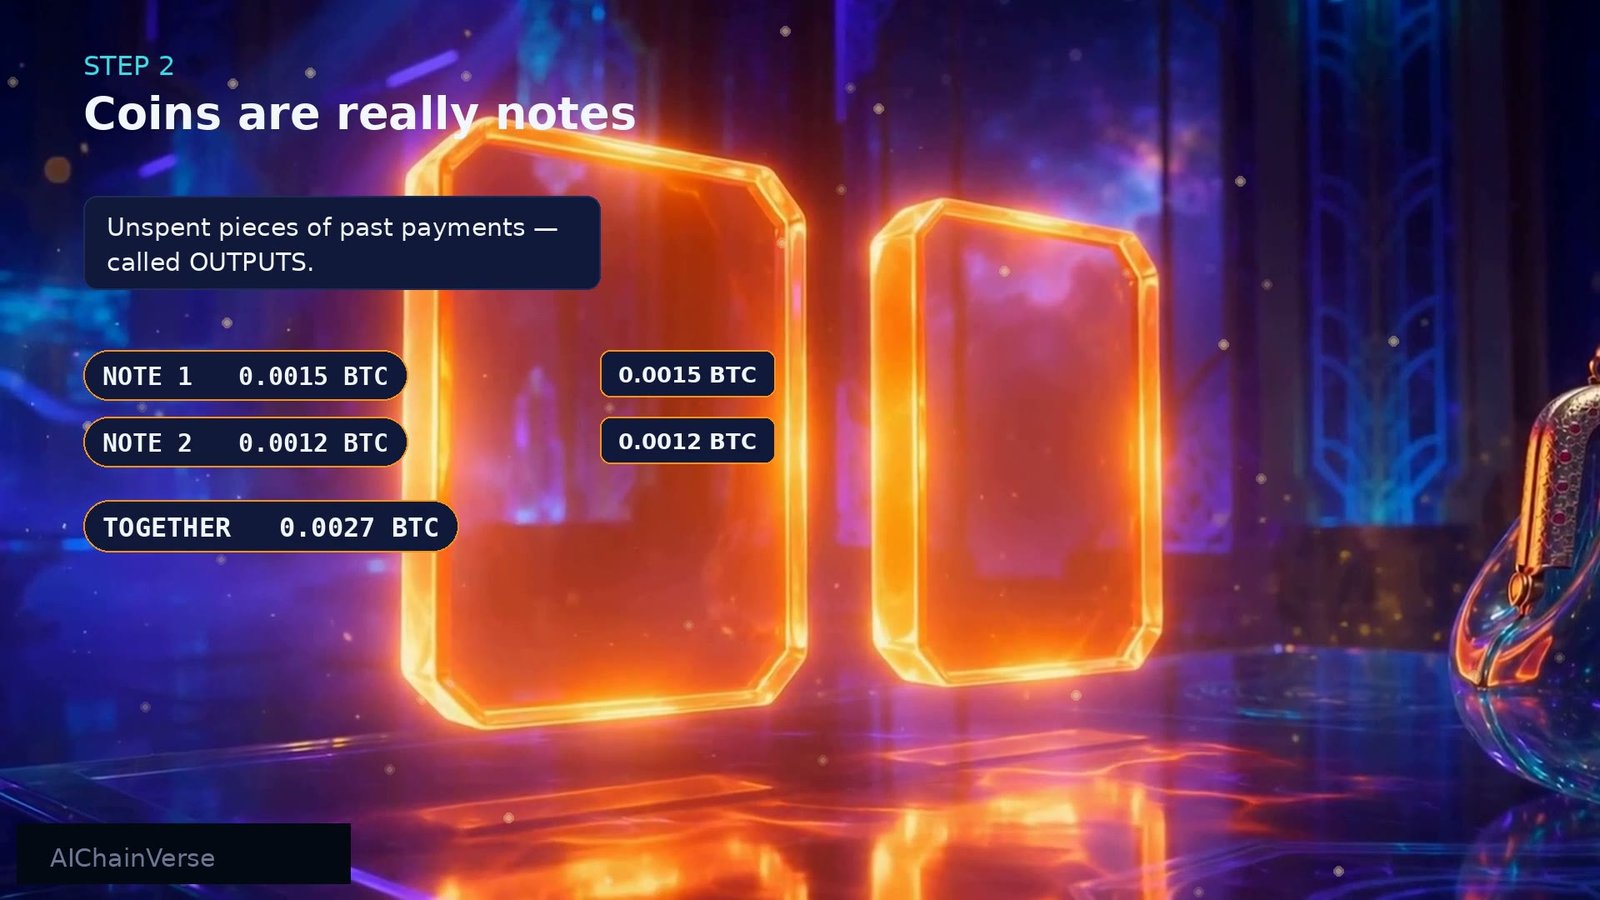 STEP 2
Coins are really notes
Unspent pieces of past payments —
called OUTPUTS.
NOTE 1 0.0015 BTC
0.0015 BTC
NOTE 2 0.0012 BTC
0.0012 BTC
TOGETHER 0.0027 BTC
AIChainVerse